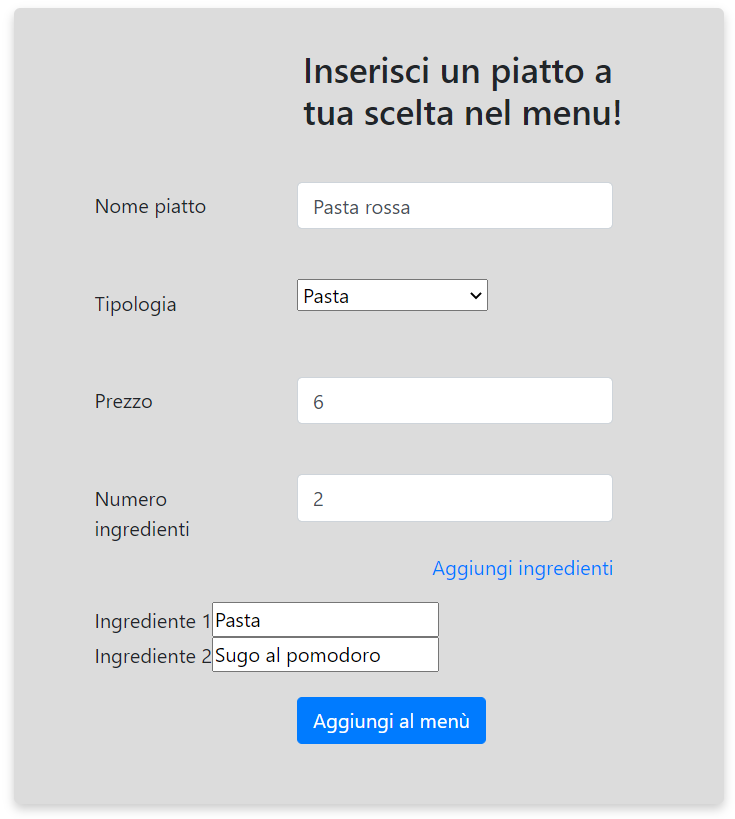 Inserisci un piatto a
tua scelta nel menu!
Nome piatto Pasta rossa
Tipologia Pasta
Prezzo 6
Numero 2
ingredienti
Aggiungi ingredienti
Ingrediente 1 Pasta
Ingrediente 2 Sugo al pomodoro
Aggiungi al menù